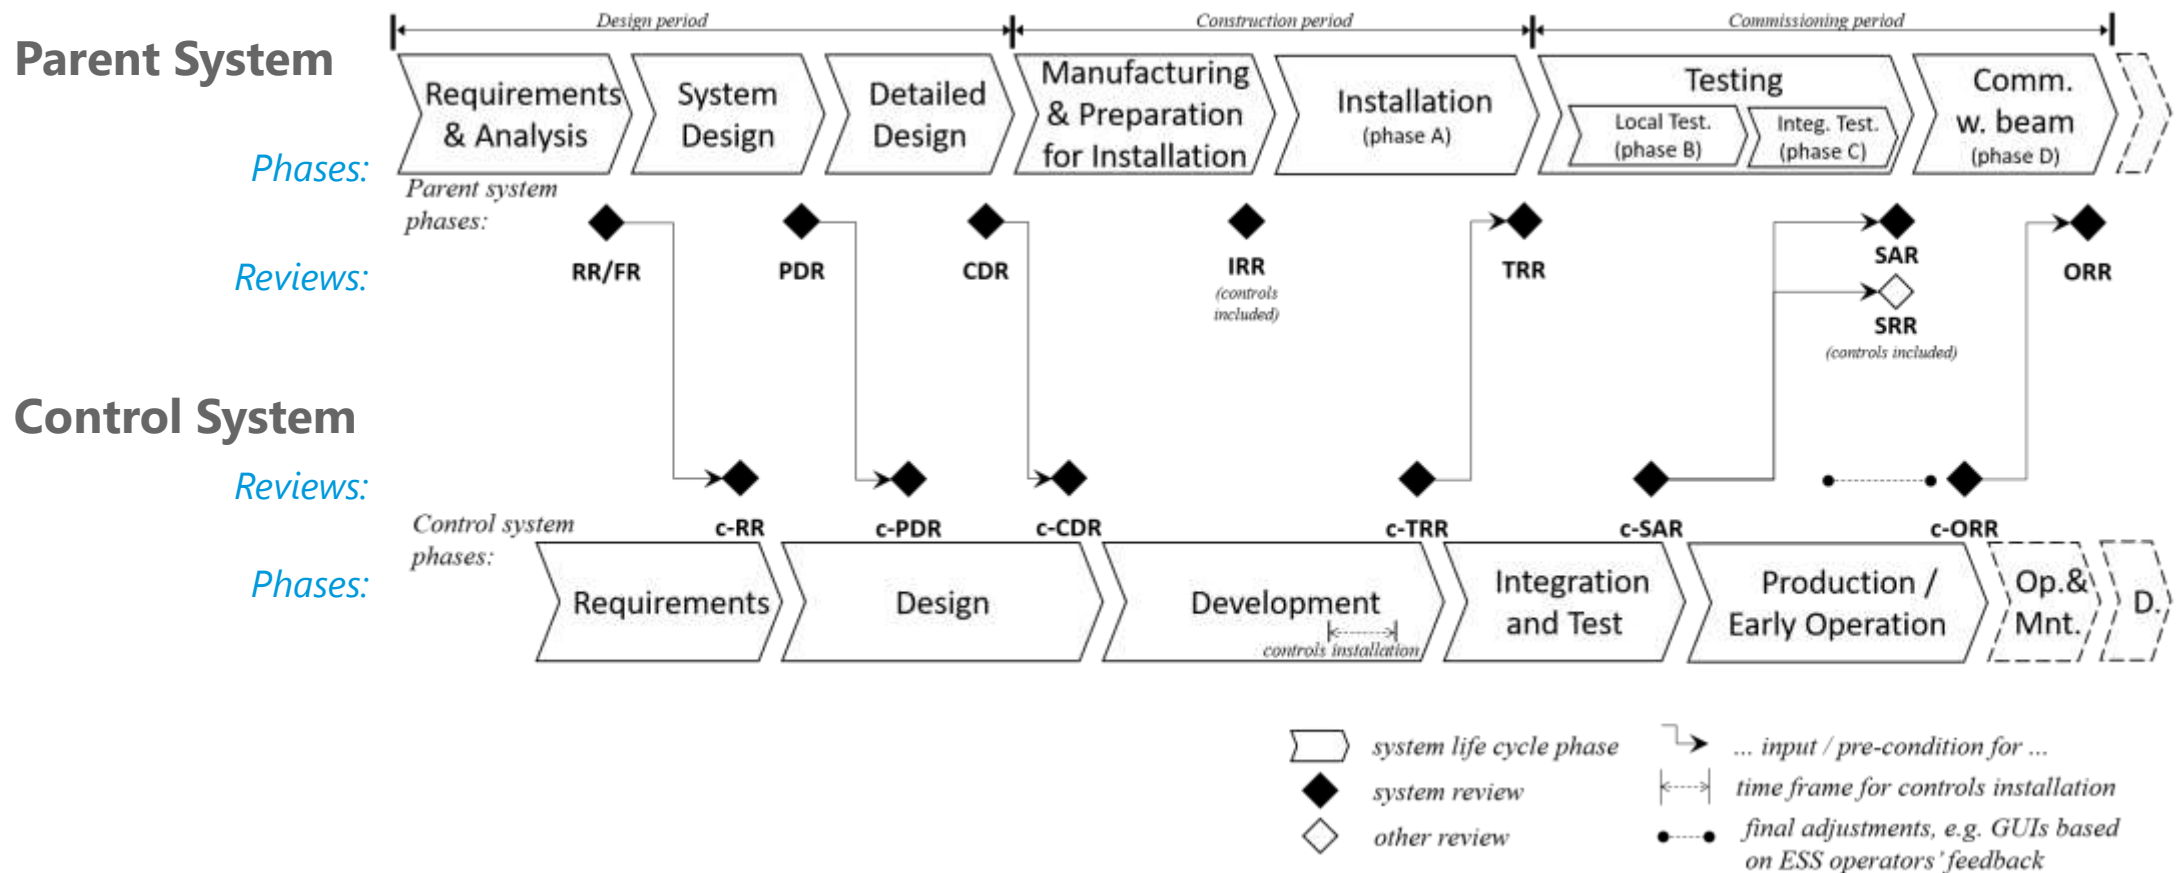 Design period
Construction period
Commissioning period
Parent System
Requirements
& Analysis
System
Design
Detailed
Design
Manufacturing
& Preparation
for Installation
Installation
(phase A)
Testing
Local Test.
(phase B)
Integ. Test.
(phase C)
Comm.
w. beam
(phase D)
Phases:
Parent system
phases:
Reviews:
RR/FR
PDR
CDR
IRR
(controls
included)
TRR
SAR
SRR
(controls included)
ORR
Control System
Reviews:
Control system
phases:
c-RR
c-PDR
c-CDR
c-TRR
c-SAR
c-ORR
Phases:
Requirements
Design
Development
controls installation
Integration
and Test
Production /
Early Operation
Op.&
Mnt.
D.
system life cycle phase
system review
other review
... input / pre-condition for ...
time frame for controls installation
final adjustments, e.g. GUIs based
on ESS operators' feedback